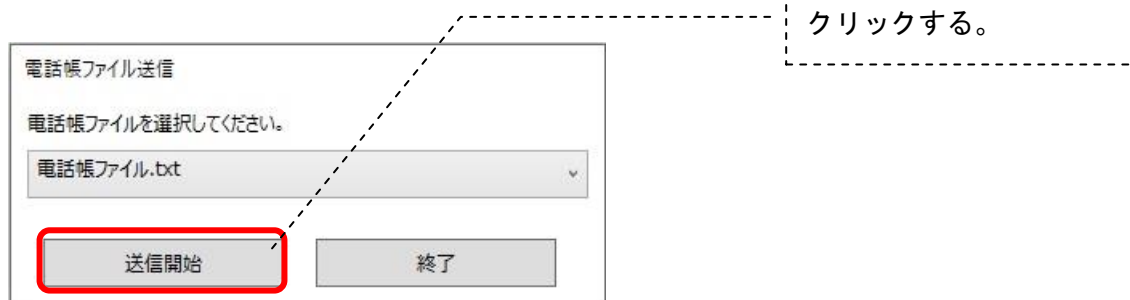 クリックする。
電話帳ファイル送信
電話帳ファイルを選択してください。
電話帳ファイル.txt
送信開始
終了